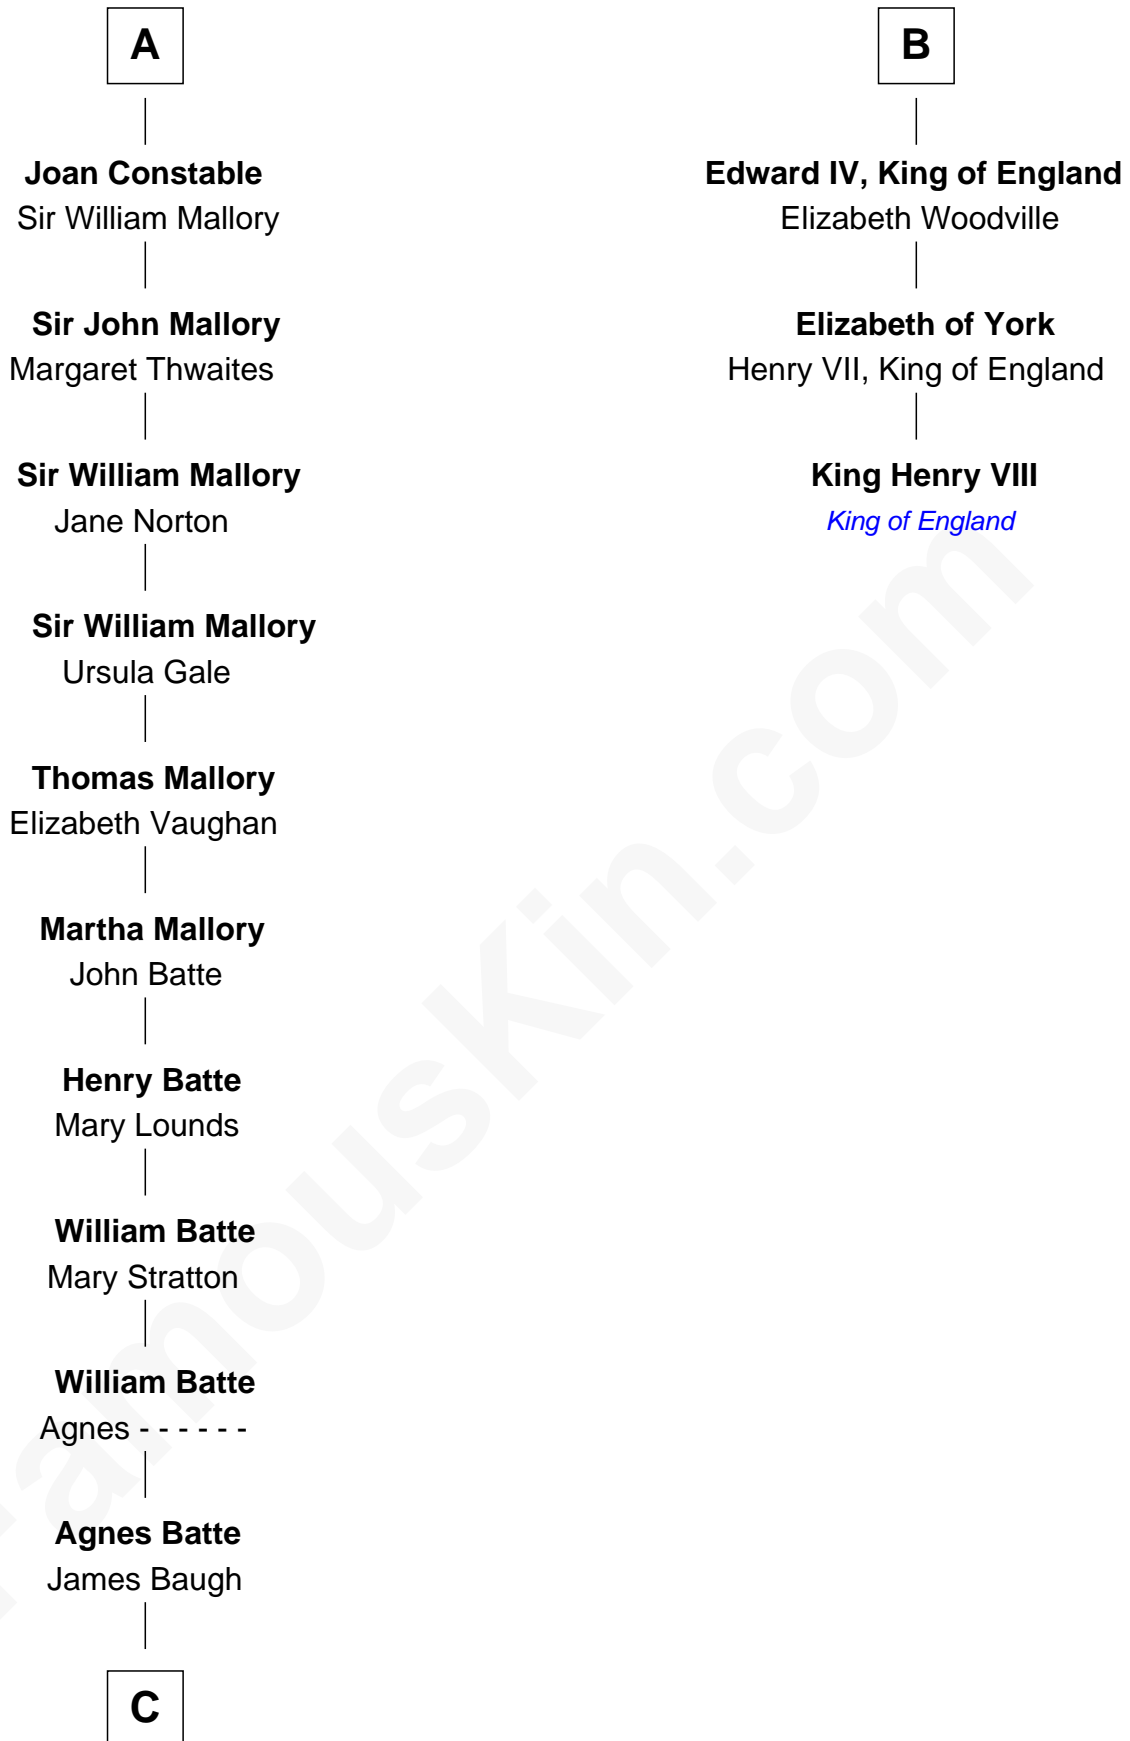 A
Joan Constable
Sir William Mallory
Sir John Mallory
Margaret Thwaites
Sir William Mallory
Jane Norton
Sir William Mallory
Ursula Gale
Thomas Mallory
Elizabeth Vaughan
Martha Mallory
John Batte
Henry Batte
Mary Lounds
William Batte
Mary Stratton
William Batte
Agnes - - - - - -
Agnes Batte
James Baugh
C
B
Edward IV, King of England
Elizabeth Woodville
Elizabeth of York
Henry VII, King of England
King Henry VIII
King of England
FamousKin.com